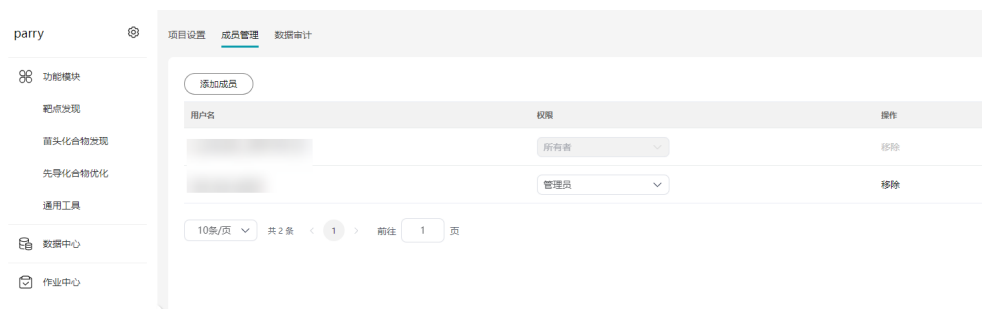 parry
项目设置 成员管理 数据审计
功能模块
靶点发现
苗头化合物发现
先导化合物优化
通用工具
数据中心
作业中心
添加成员
用户名 权限 操作
所有者 移除
管理员 移除
10条/页 共 2 条 < 1 > 前往 1 页